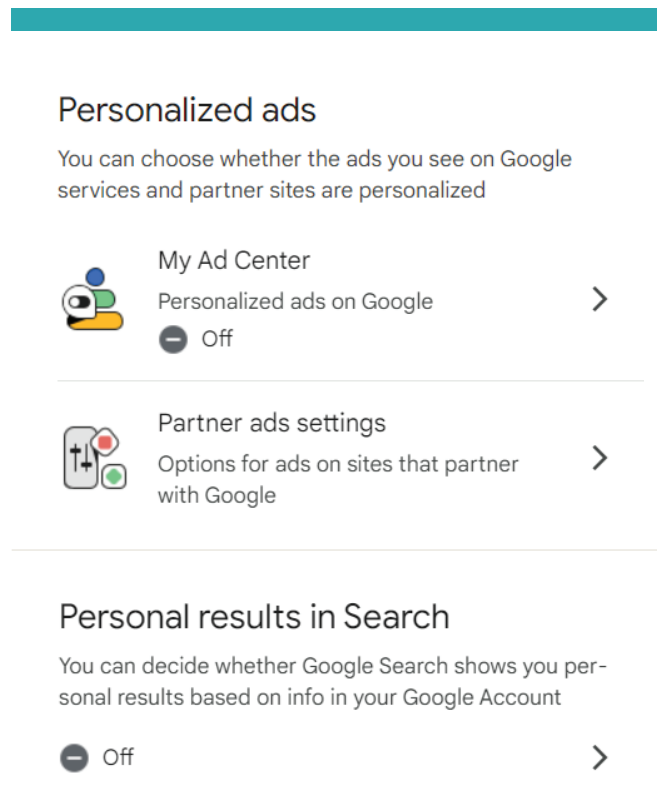 Personalized ads
You can choose whether the ads you see on Google
services and partner sites are personalized
My Ad Center
Personalized ads on Google
Off
Partner ads settings
Options for ads on sites that partner
with Google
Personal results in Search
You can decide whether Google Search shows you per-
sonal results based on info in your Google Account
Off